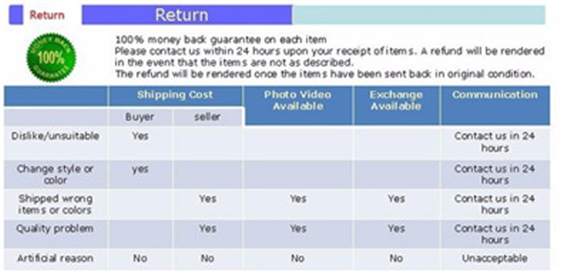 Return
Return
MONEY BACK
100%
GUARANTEE
100% money back guarantee on each item
Please contact us within 24 hours upon your receipt of items. A refund will be rendered
in the event that the items are not as described.
The refund will be rendered once the items have been sent back in original condition.
Shipping Cost Photo Video Available Exchange Available Communication
Buyer seller
Dislike/unsuitable Yes Contact us in 24 hours
Change style or color yes Contact us in 24 hours
Shipped wrong items or colors Yes Yes Yes Contact us in 24 hours
Quality problem Yes Yes Yes Contact us in 24 hours
Artificial reason No No No No Unacceptable